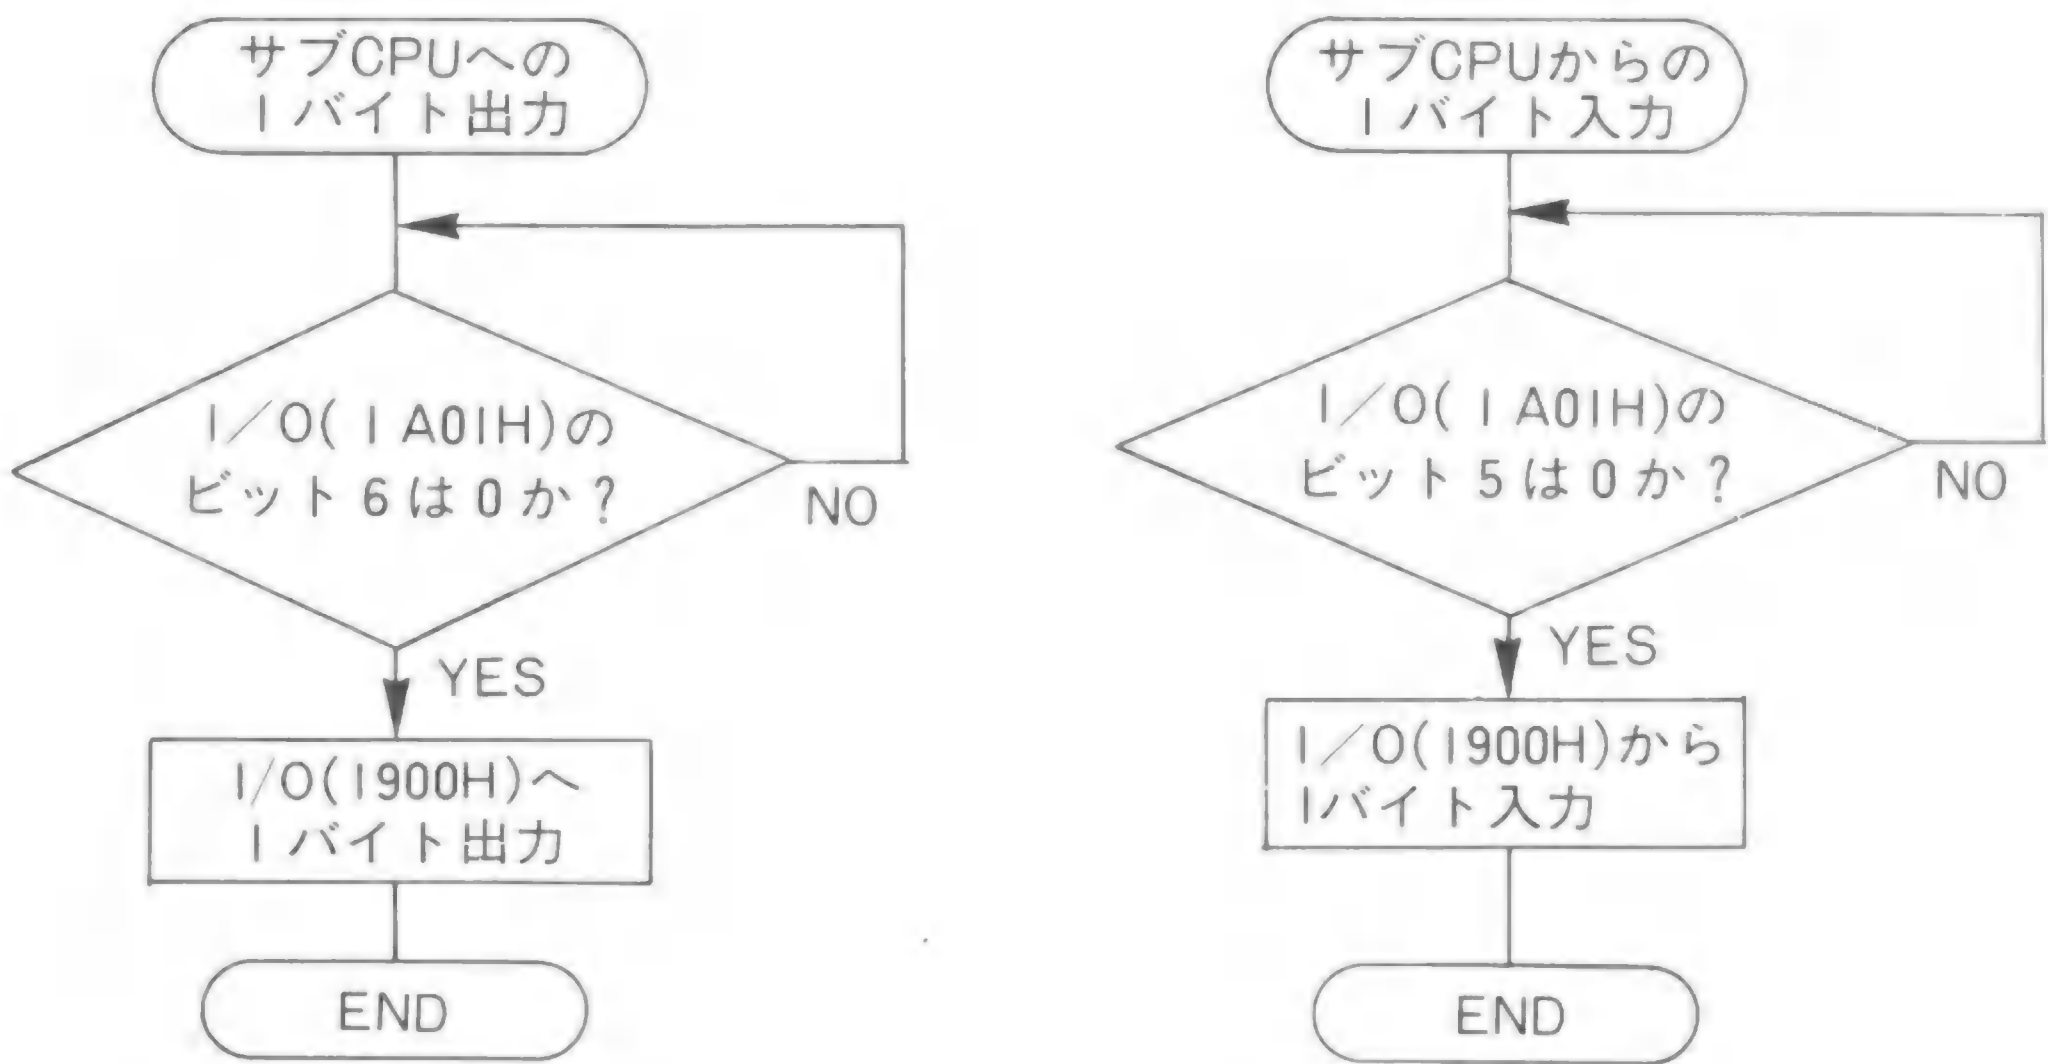 サブCPUへの
1バイト出力
I/O(1A01H)の
ビット6は0か?
NO
YES
I/O(1900H)へ
1バイト出力
END
サブCPUからの
1バイト入力
I/O(1A01H)の
ビット5は0か?
NO
YES
I/O(1900H)から
1バイト入力
END